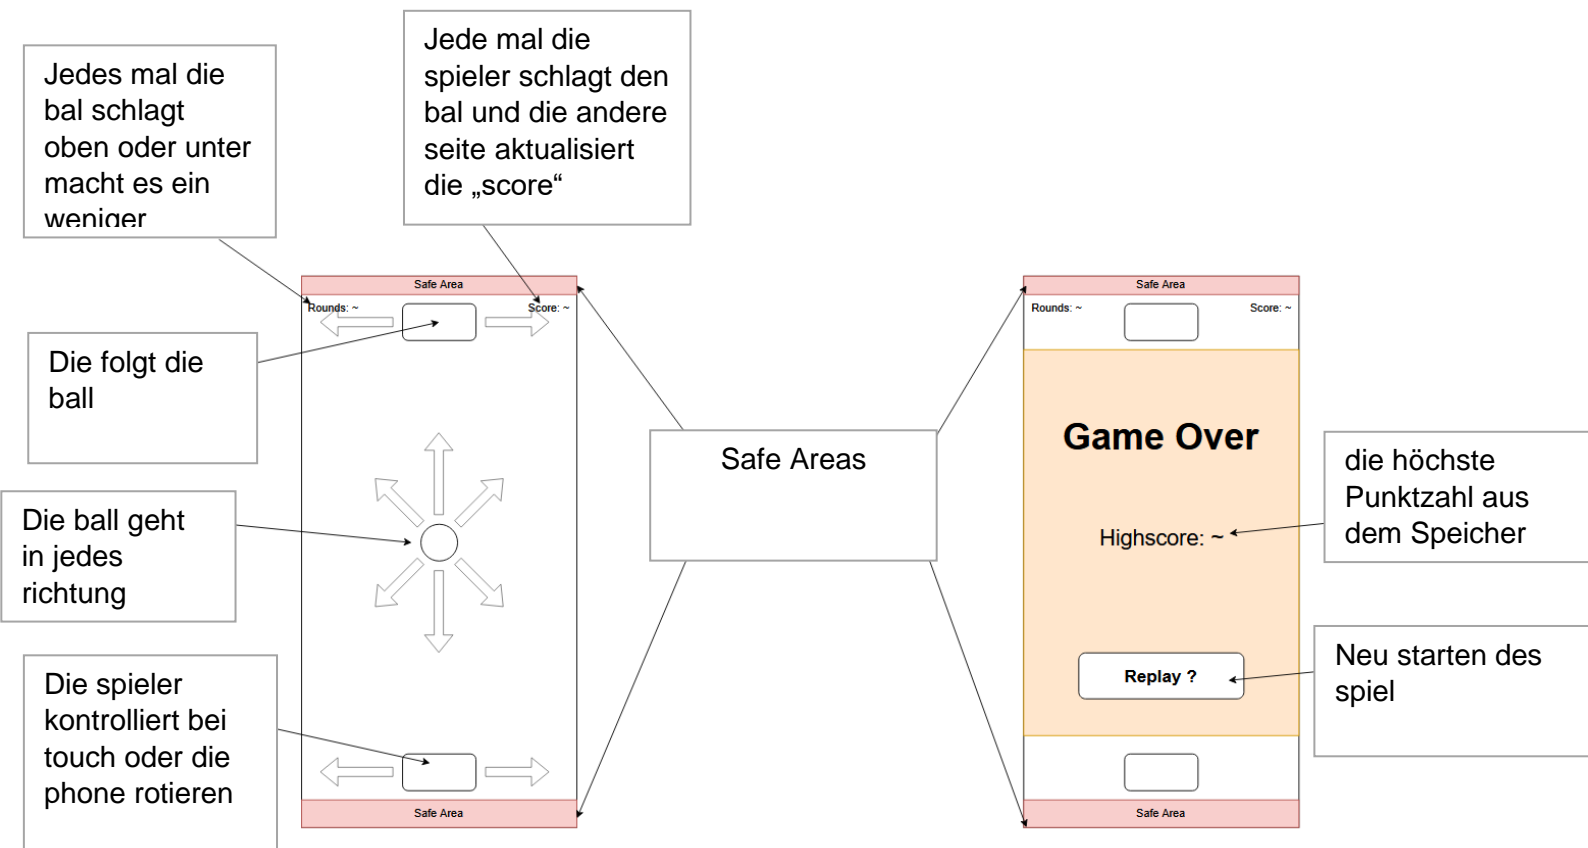 Jedes mal die
bal schlagt
oben oder unter
macht es ein
weniger
Jede mal die
spieler schlagt den
bal und die andere
seite aktualisiert
die „score“
Die folgt die
ball
Die ball geht
in jedes
richtung
Die spieler
kontrolliert bei
touch oder die
phone rotieren
Safe Area
Rounds: ~
Score: ~
Safe Area
Safe Areas
Safe Area
Rounds: ~
Score: ~
Game Over
Highscore: ~
Replay ?
Safe Area
die höchste
Punktzahl aus
dem Speicher
Neu starten des
spiel